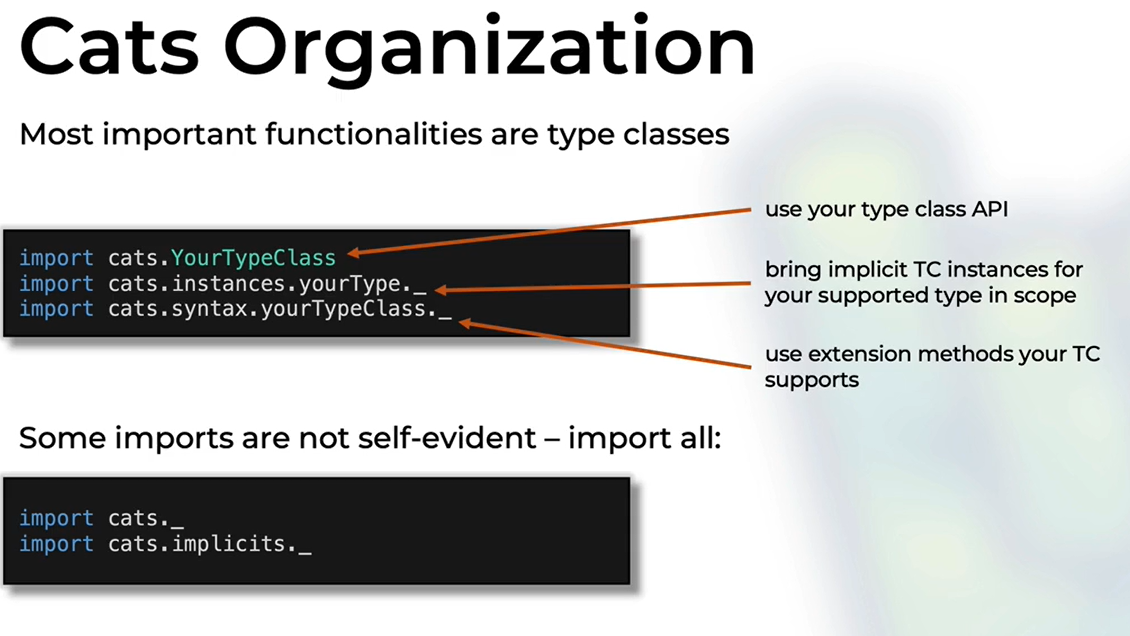 Cats Organization
Most important functionalities are type classes
use your type class API
import cats.YourTypeClass
import cats.instances.yourType._
import cats.syntax.yourTypeClass._
bring implicit TC instances for
your supported type in scope
use extension methods your TC
supports
Some imports are not self-evident – import all:
import cats._
import cats.implicits._